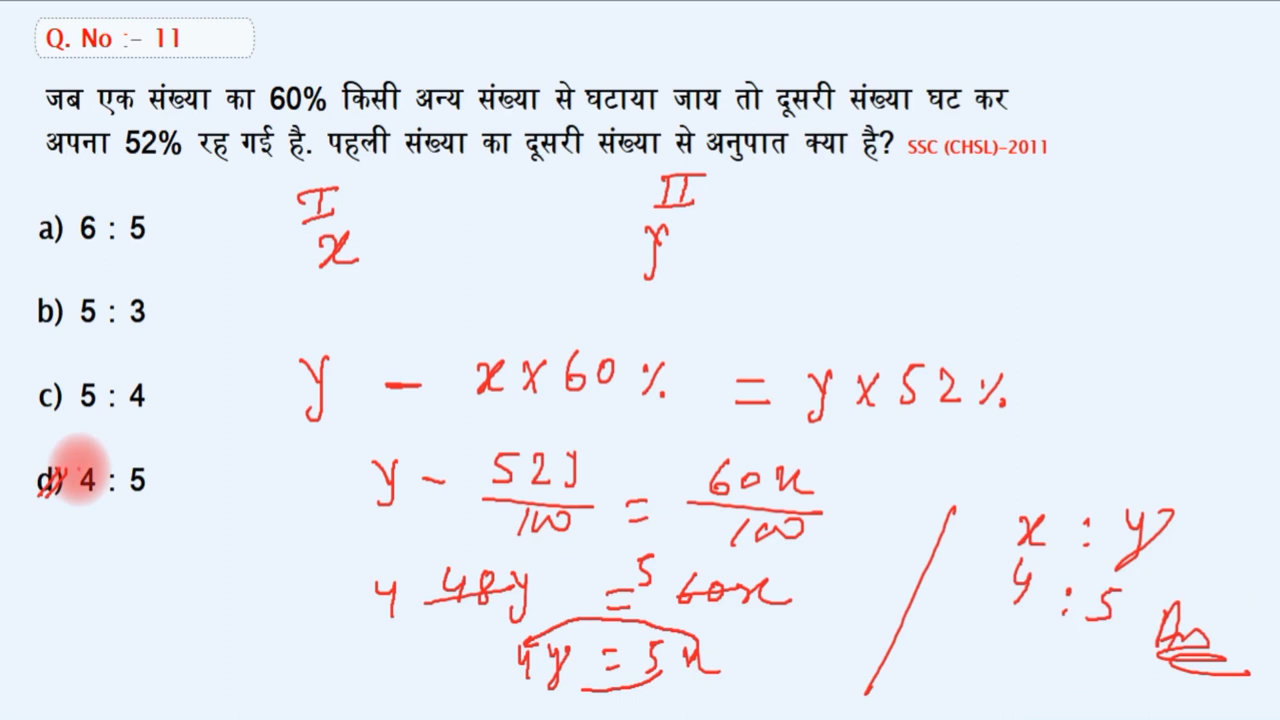 Q. No :- 11
जब एक संख्या का 60% किसी अन्य संख्या से घटाया जाय तो दूसरी संख्या घट कर
अपना 52% रह गई है. पहली संख्या का दूसरी संख्या से अनुपात क्या है? SSC (CHSL)-2011
I II
x y
a) 6 : 5
b) 5 : 3
y - x × 60% = y × 52%
c) 5 : 4
d) 4 : 5
y - 52y/100 = 60x/100
4 48y = 5 60x
4y = 5x
x : y
4 : 5 Ans